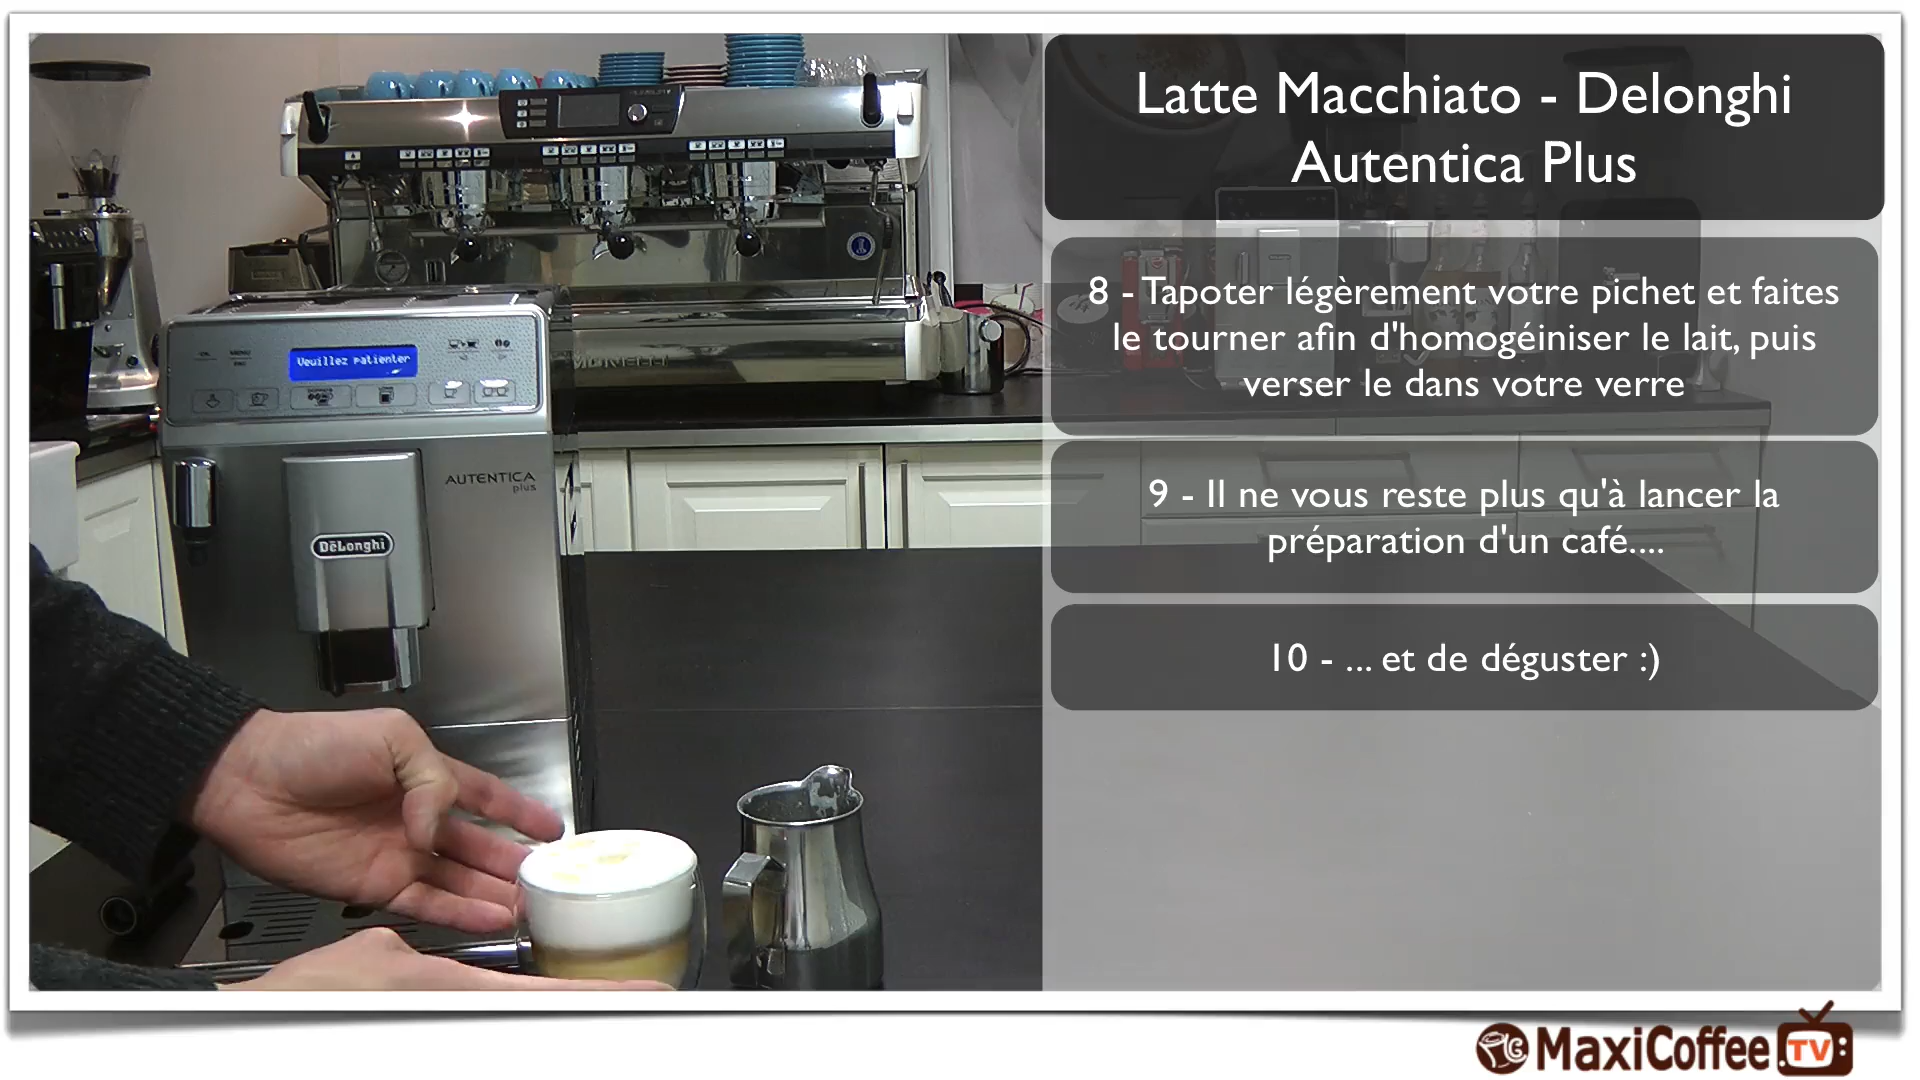 Latte Macchiato - Delonghi
Autentica Plus
8 - Tapoter légèrement votre pichet et faites
le tourner afin d'homogéiniser le lait, puis
verser le dans votre verre
9 - Il ne vous reste plus qu'à lancer la
préparation d'un café....
10 - ... et de déguster :)
Veuillez patienter
AUTENTICA
plus
DēLonghi
MaxiCoffee
.TV